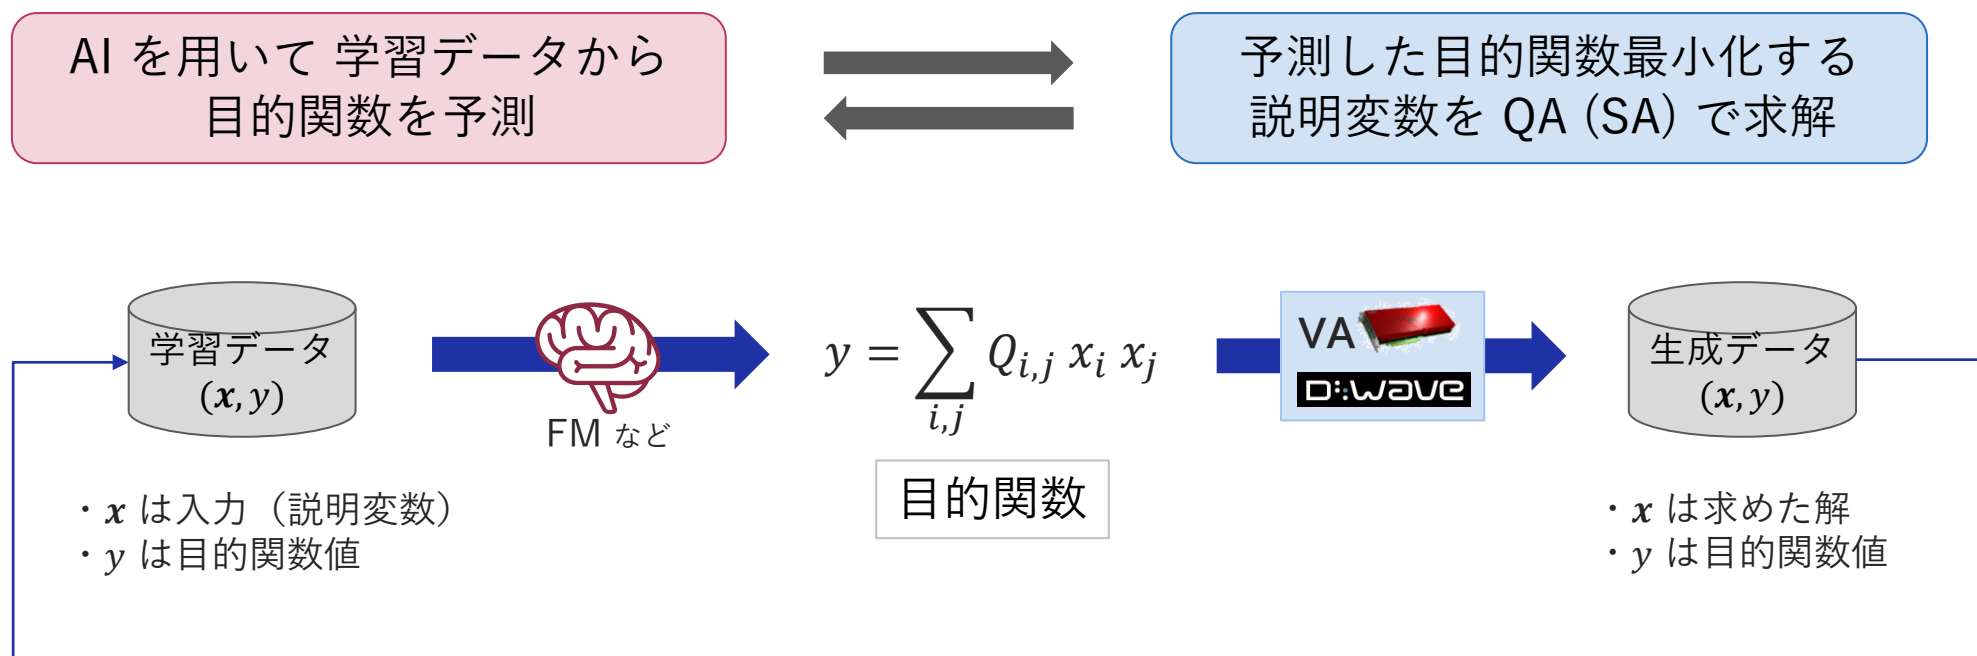 AI を用いて 学習データから
目的関数を予測
予測した目的関数最小化する
説明変数を QA (SA) で求解
学習データ
(x, y)
FM など
y = ∑ Q_{i,j} x_i x_j
i,j
目的関数
VA
D:Wave
生成データ
(x, y)
・x は入力（説明変数）
・y は目的関数値
・x は求めた解
・y は目的関数値